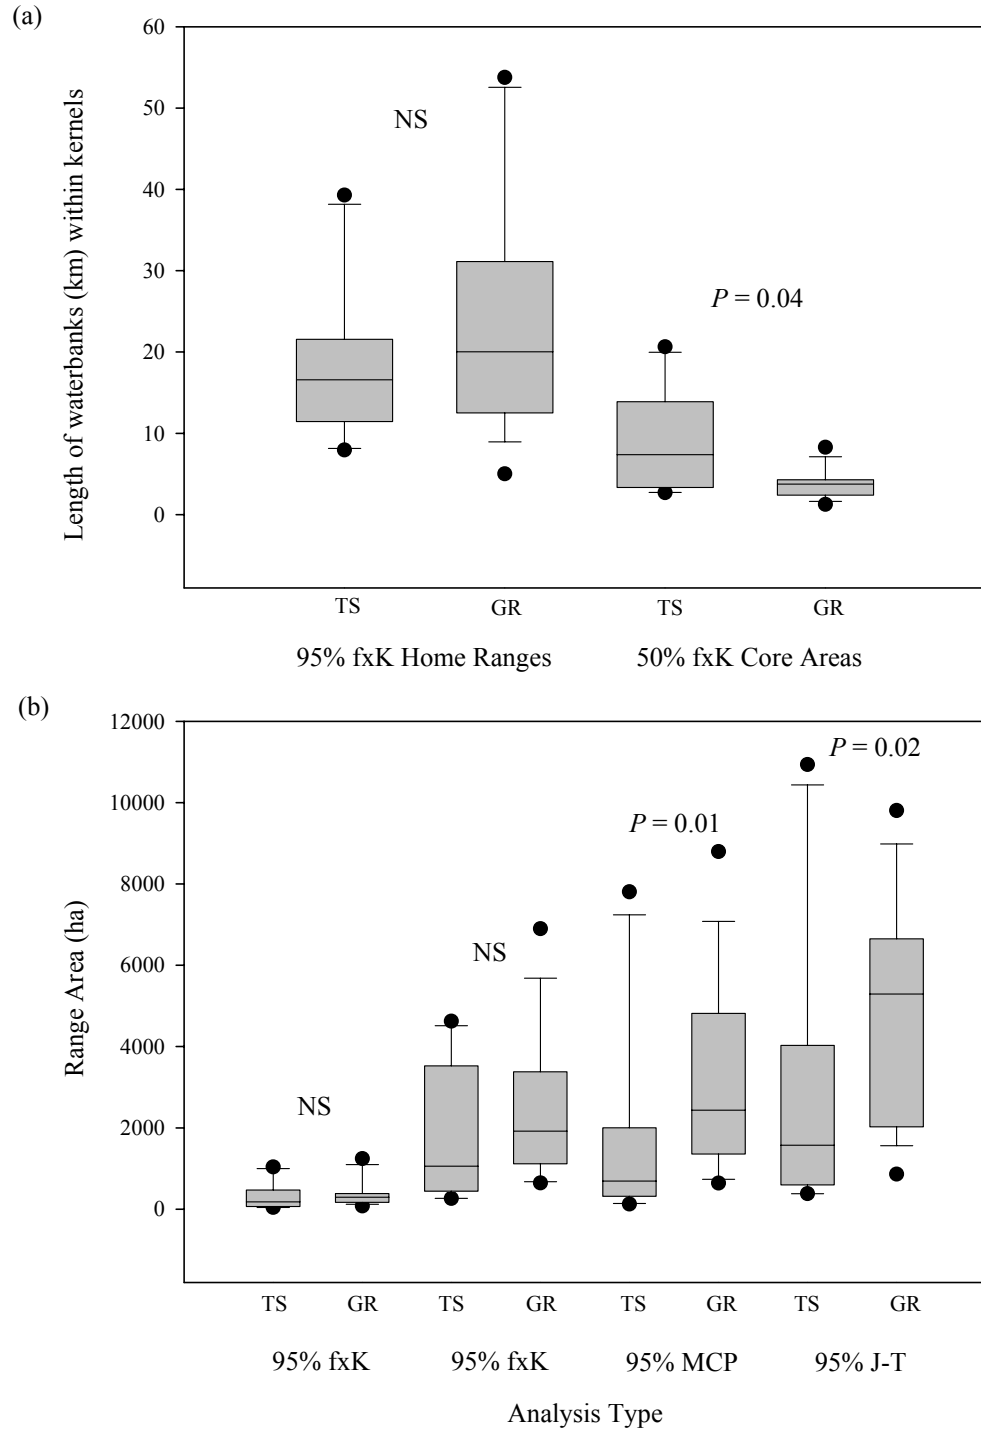 (a)
60
50
40
30
20
10
0
Length of waterbanks (km) within kernels
NS
P = 0.04
TS GR TS GR
95% fxK Home Ranges 50% fxK Core Areas
(b)
12000
10000
8000
6000
4000
2000
0
Range Area (ha)
P = 0.02
P = 0.01
NS
NS
TS GR TS GR TS GR TS GR
95% fxK 95% fxK 95% MCP 95% J-T
Analysis Type